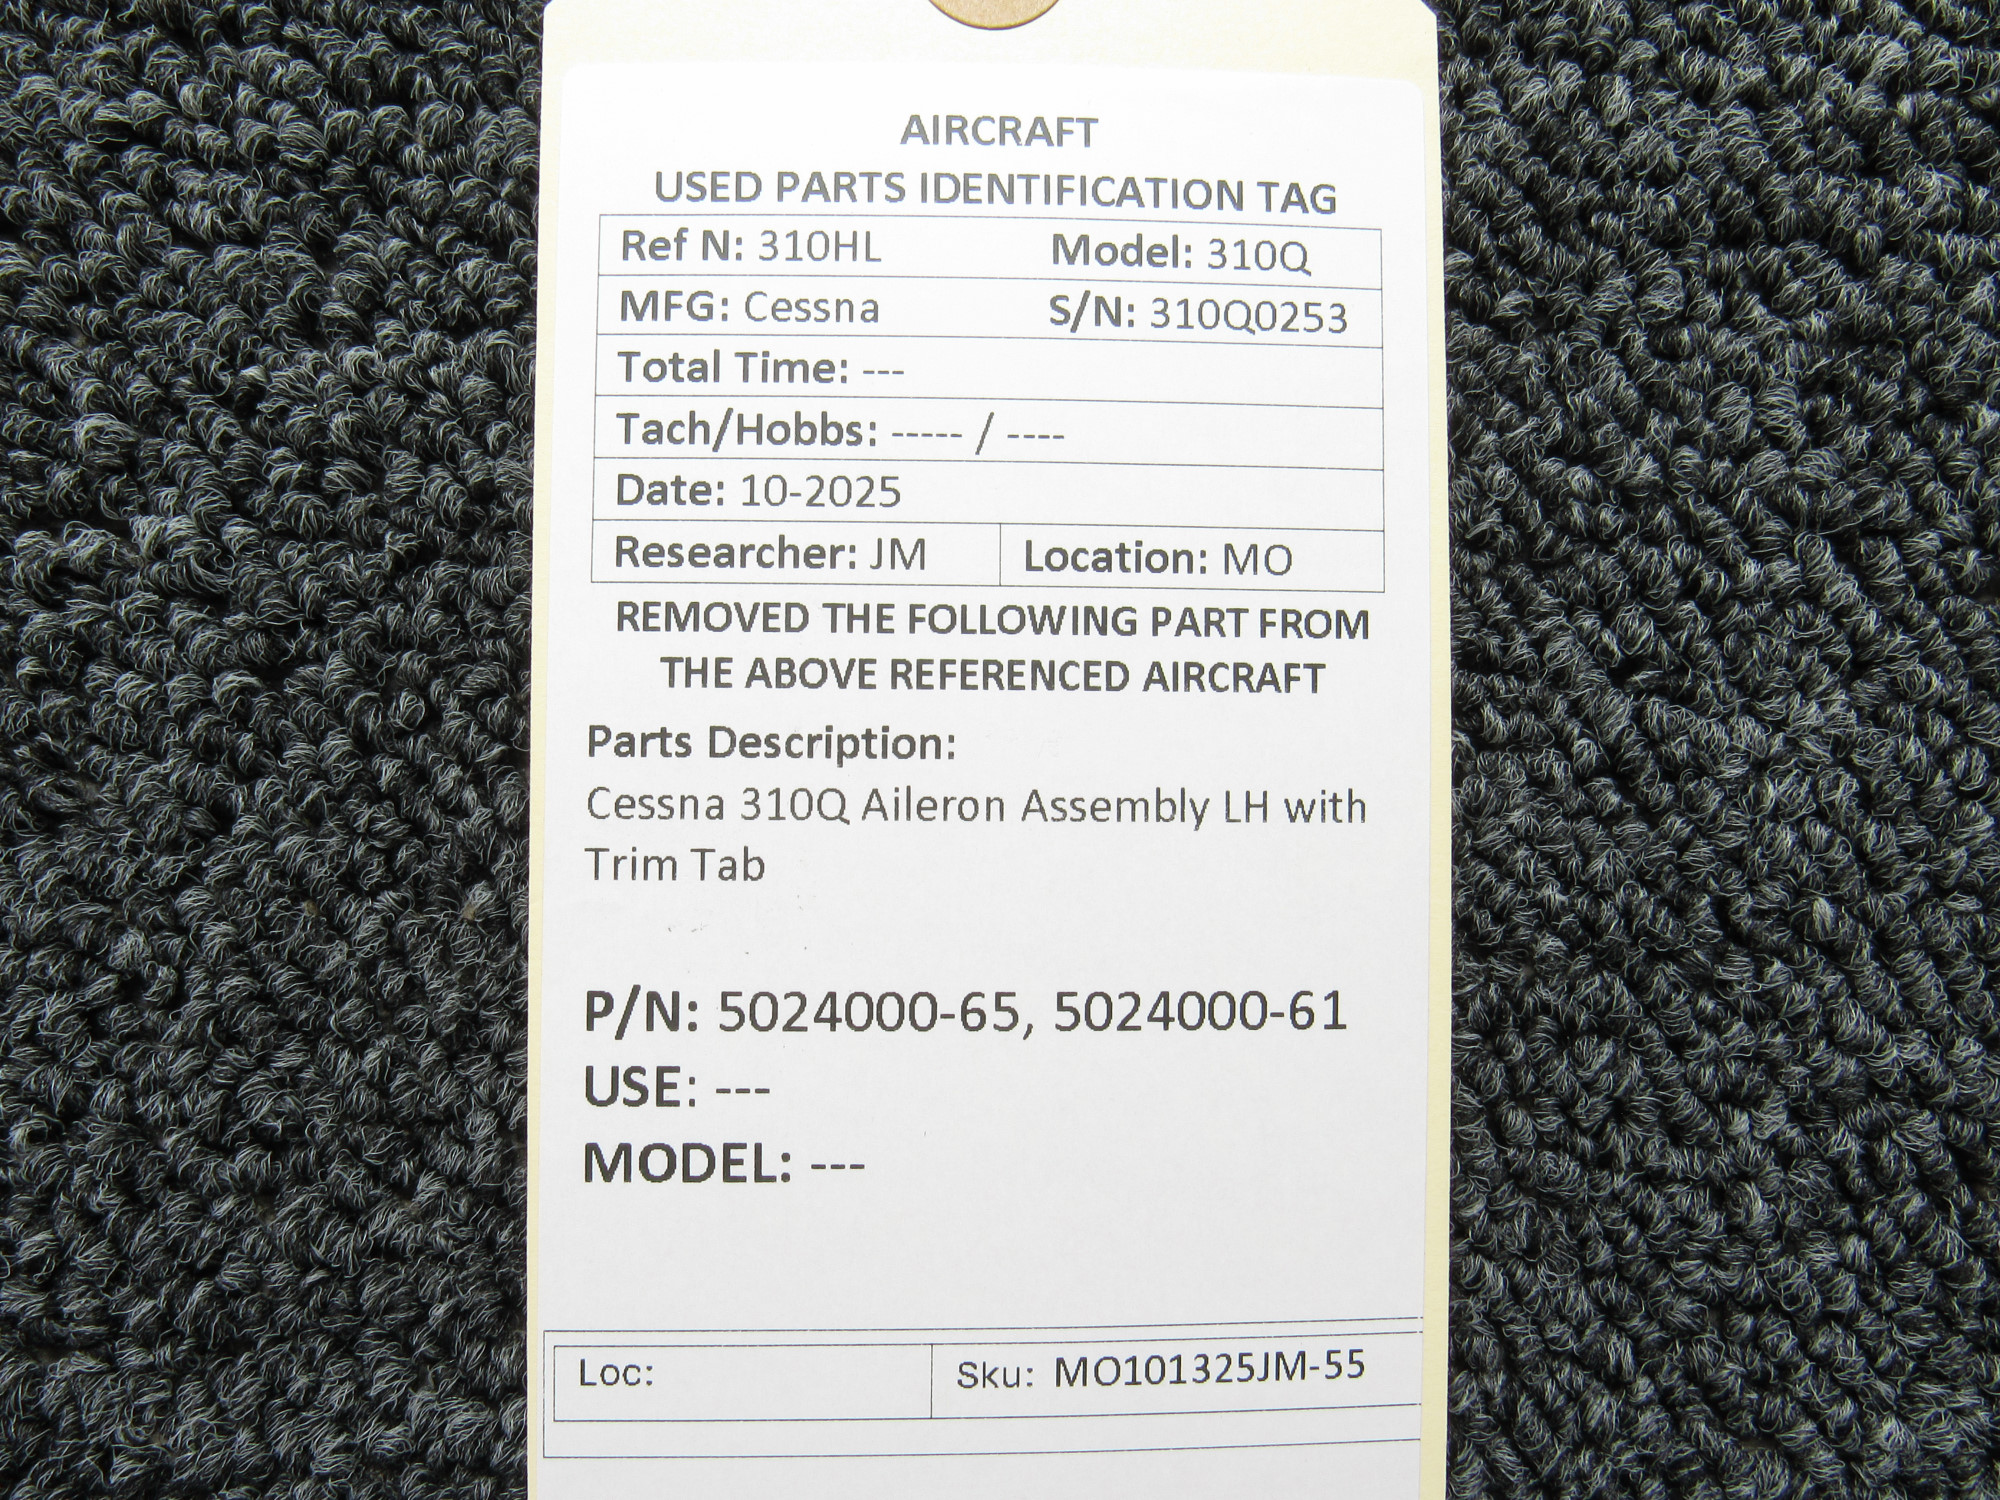 AIRCRAFT
USED PARTS IDENTIFICATION TAG
Ref N: 310HL Model: 310Q
MFG: Cessna S/N: 310Q0253
Total Time: ---
Tach/Hobbs: ----- / ----
Date: 10-2025
Researcher: JM Location: MO
REMOVED THE FOLLOWING PART FROM
THE ABOVE REFERENCED AIRCRAFT
Parts Description:
Cessna 310Q Aileron Assembly LH with
Trim Tab
P/N: 5024000-65, 5024000-61
USE: ---
MODEL: ---
Loc: Sku: MO101325JM-55